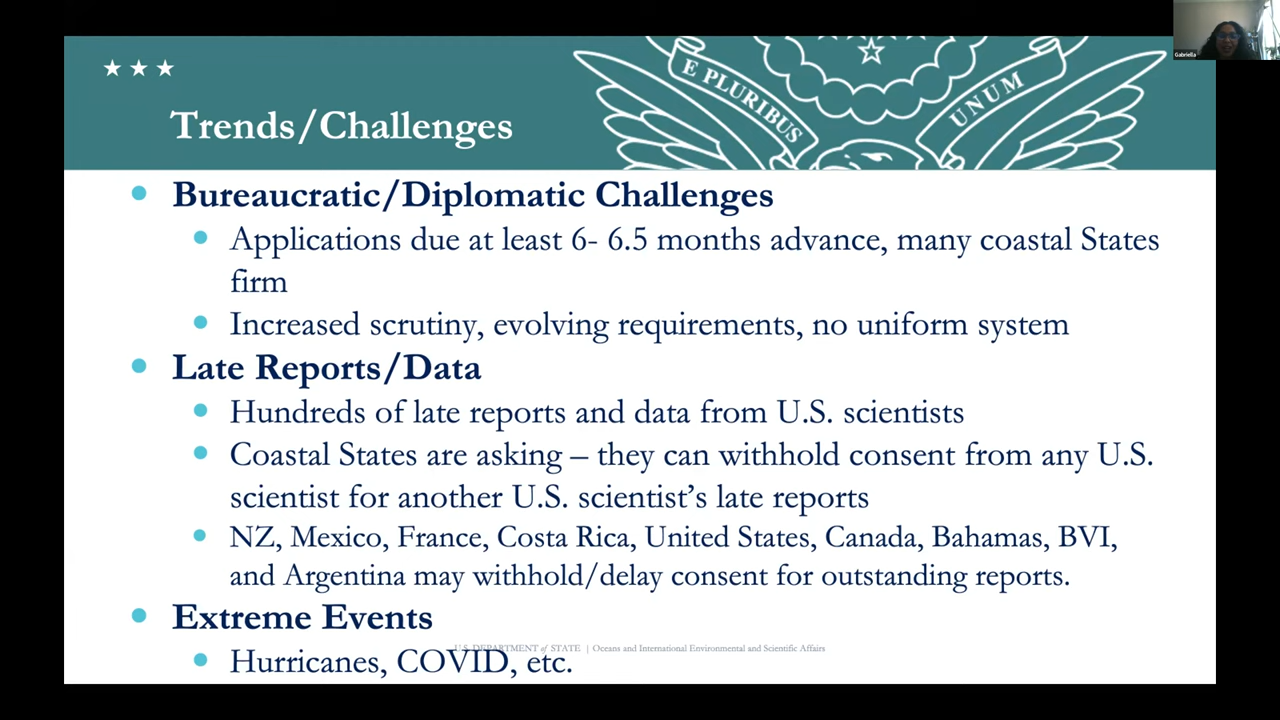 Gabriella
E PLURIBUS UNUM
Trends/Challenges
Bureaucratic/Diplomatic Challenges
Applications due at least 6- 6.5 months advance, many coastal States
firm
Increased scrutiny, evolving requirements, no uniform system
Late Reports/Data
Hundreds of late reports and data from U.S. scientists
Coastal States are asking – they can withhold consent from any U.S.
scientist for another U.S. scientist’s late reports
NZ, Mexico, France, Costa Rica, United States, Canada, Bahamas, BVI,
and Argentina may withhold/delay consent for outstanding reports.
Extreme Events
U.S. DEPARTMENT of STATE | Oceans and International Environmental and Scientific Affairs
Hurricanes, COVID, etc.